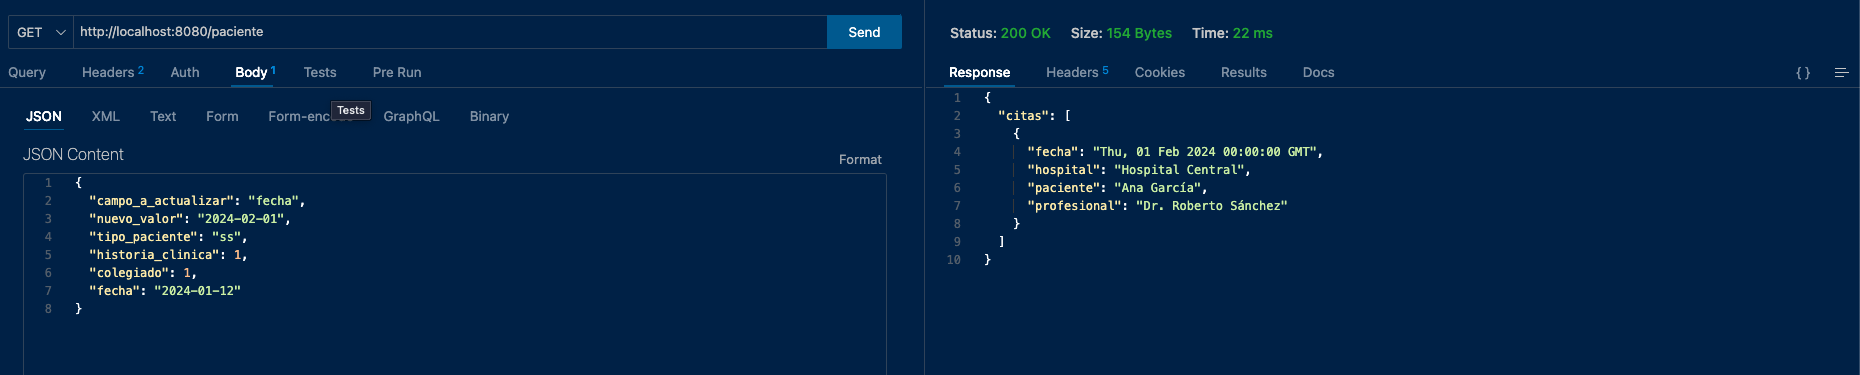 GET http://localhost:8080/paciente Send
Query Headers 2 Auth Body 1 Tests Pre Run
Tests
JSON XML Text Form Form-encode GraphQL Binary
JSON Content
Format
1 {
2 "campo_a_actualizar": "fecha",
3 "nuevo_valor": "2024-02-01",
4 "tipo_paciente": "ss",
5 "historia_clinica": 1,
6 "colegiado": 1,
7 "fecha": "2024-01-12"
8 }
Status: 200 OK Size: 154 Bytes Time: 22 ms
Response Headers 5 Cookies Results Docs { }
1 {
2 "citas": [
3 {
4 "fecha": "Thu, 01 Feb 2024 00:00:00 GMT",
5 "hospital": "Hospital Central",
6 "paciente": "Ana García",
7 "profesional": "Dr. Roberto Sánchez"
8 }
9 ]
10 }